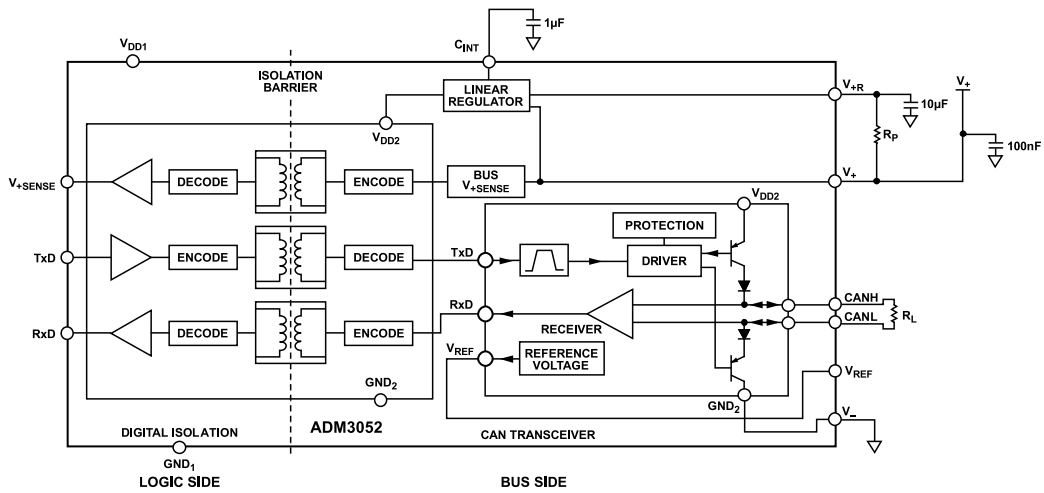 1µF
CINT
VDD1
ISOLATION
BARRIER
LINEAR
REGULATOR
V+R
V+
10µF
RP
100nF
VDD2
V+SENSE
DECODE
ENCODE
BUS
V+SENSE
V+
VDD2
PROTECTION
TxD
ENCODE
DECODE
TxD
DRIVER
CANH
RxD
RECEIVER
CANL
RL
RxD
DECODE
ENCODE
VREF
REFERENCE
VOLTAGE
VREF
GND2
GND2
V–
DIGITAL ISOLATION
ADM3052
CAN TRANSCEIVER
GND1
LOGIC SIDE
BUS SIDE